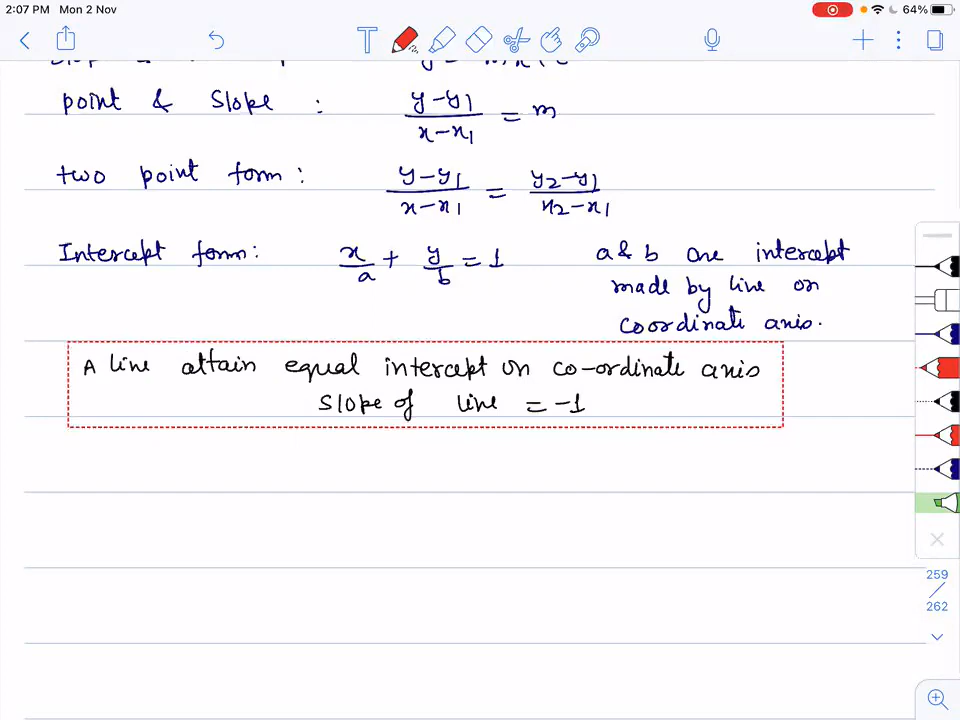 2:07 PM Mon 2 Nov
64%
T
point & Slope : y-y1/x-x1 = m
two point form: y-y1/x-x1 = y2-y1/x2-x1
Intercept form: x/a + y/b = 1 a & b are intercept
made by line on
coordinate axis.
A line attain equal intercept on co-ordinate axis
Slope of line = -1
259
/
262